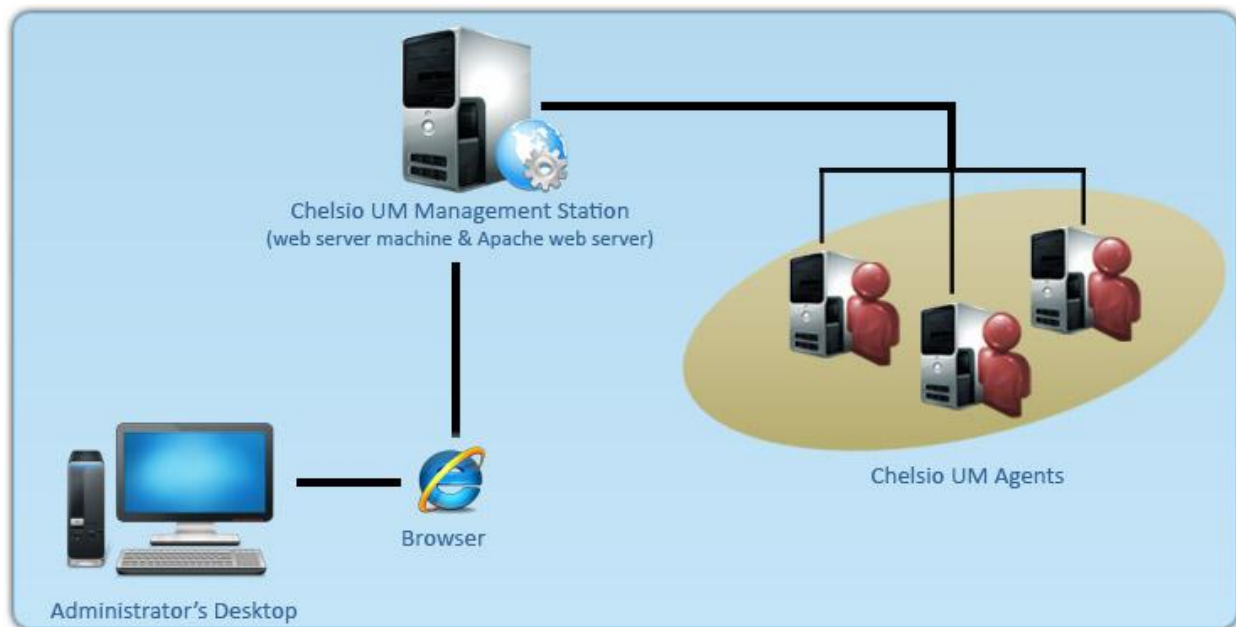 Chelsio UM Management Station
(web server machine & Apache web server)
Chelsio UM Agents
Browser
Administrator's Desktop